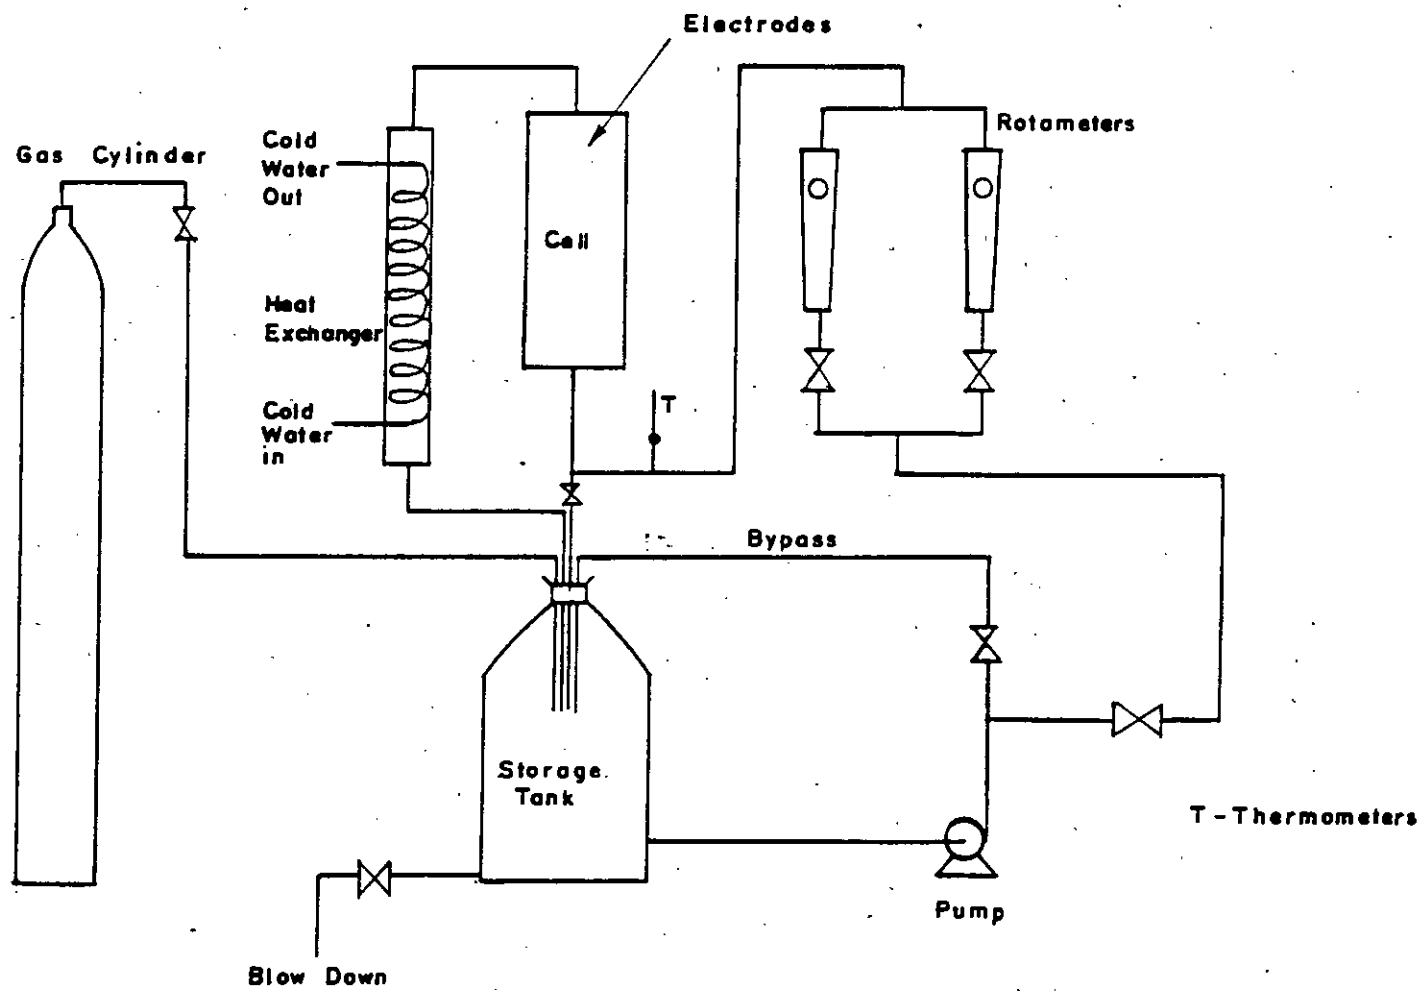 Electrodes
Rotameters
Gas Cylinder
Cold
Water
Out
Cell
Heat
Exchanger
T
Cold
Water
in
Bypass
Storage
Tank
T - Thermometers
Pump
Blow Down